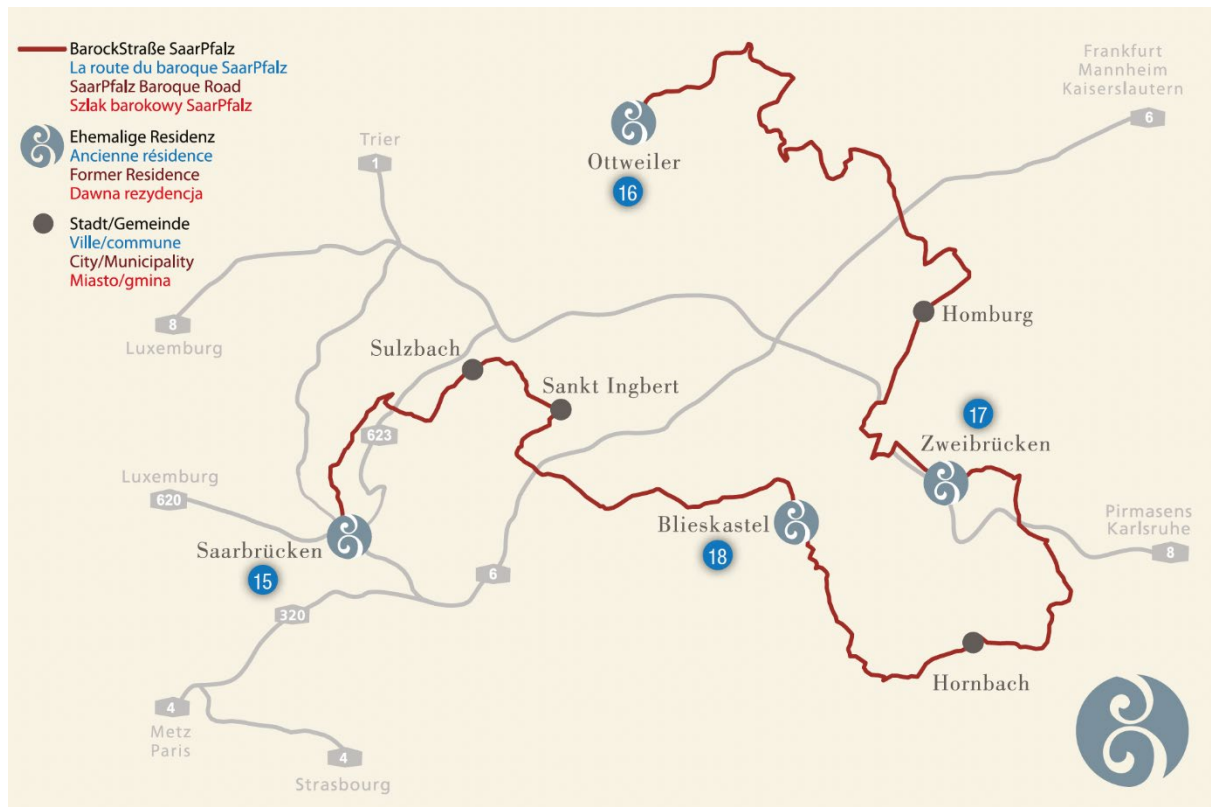 BarockStraße SaarPfalz
La route du baroque SaarPfalz
SaarPfalz Baroque Road
Szlak barokowy SaarPfalz
Ehemalige Residenz
Ancienne résidence
Former Residence
Dawna rezydencja
Stadt/Gemeinde
Ville/commune
City/Municipality
Miasto/gmina
Frankfurt
Mannheim
Kaiserslautern
6
Trier
1
Ottweiler
16
8
Luxemburg
Homburg
Sulzbach
Sankt Ingbert
17
Zweibrücken
623
Luxemburg
620
Blieskastel
18
Pirmasens
Karlsruhe
8
Saarbrücken
15
6
320
Hornbach
4
Metz
Paris
4
Strasbourg